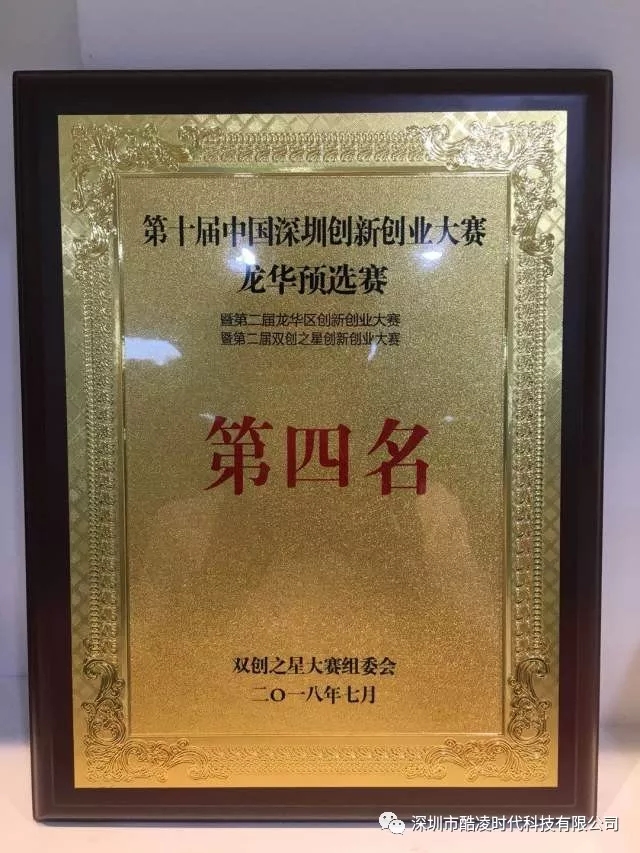 第十届中国深圳创新创业大赛
龙华预选赛
暨第二届龙华区创新创业大赛
暨第二届双创之星创新创业大赛
第四名
双创之星大赛组委会
二〇一八年七月
深圳市酷凌时代科技有限公司